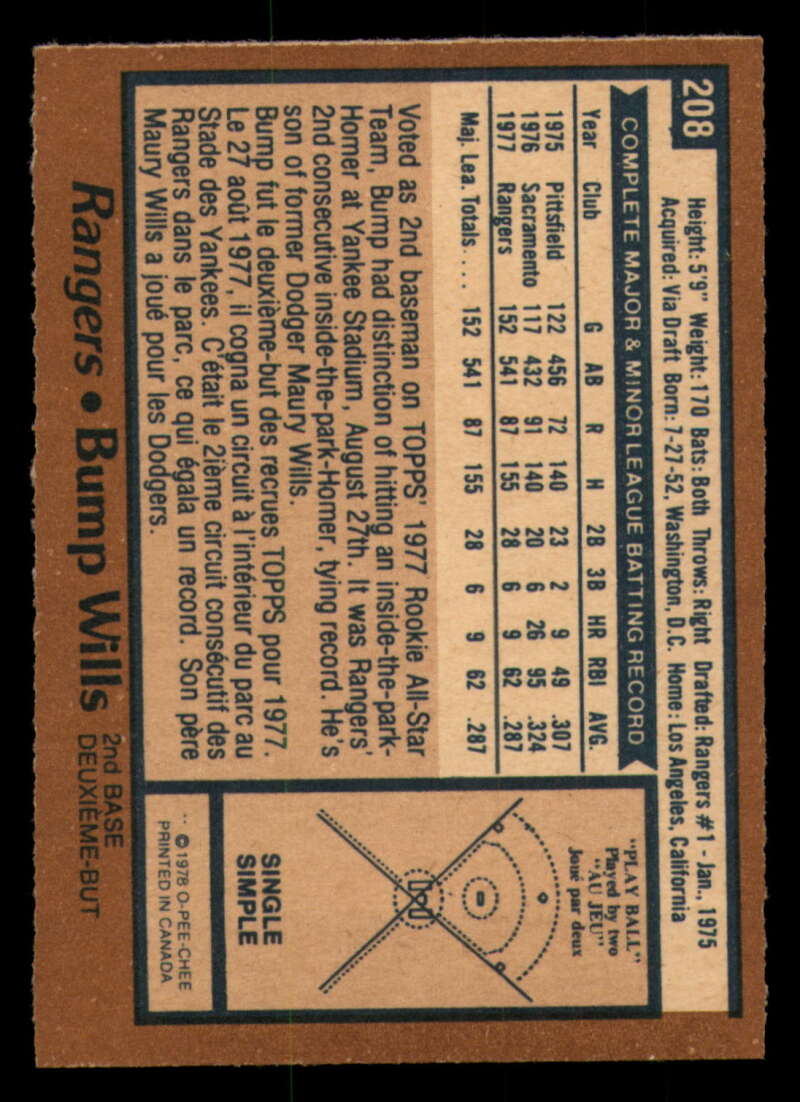 208
Height: 5'9" Weight: 170 Bats: Both Throws: Right Drafted: Rangers #1 - Jan., 1975
Acquired: Via Draft Born: 7-27-52, Washington, D.C. Home: Los Angeles, California
COMPLETE MAJOR & MINOR LEAGUE BATTING RECORD
Year Club G AB R H 2B 3B HR RBI AVG.
1975 Pittsfield 122 456 72 140 23 2 9 49 .307
1976 Sacramento 117 432 91 140 20 6 26 95 .324
1977 Rangers 152 541 87 155 28 6 9 62 .287
Maj. Lea. Totals.... 152 541 87 155 28 6 9 62 .287
Voted as 2nd baseman on TOPPS' 1977 Rookie All-Star
Team, Bump had distinction of hitting an inside-the-park-
Homer at Yankee Stadium, August 27th. It was Rangers'
2nd consecutive inside-the-park-Homer, tying record. He's
son of former Dodger Maury Wills.
Bump fut le deuxième-but des recrues TOPPS pour 1977.
Le 27 août 1977, il cogna un circuit à l'intérieur du parc au
Stade des Yankees. C'était le 2ième circuit consécutif des
Rangers dans le parc, ce qui égala un record. Son père
Maury Wills a joué pour les Dodgers.
"PLAY BALL"
Played by two
"AU JEU"
Joué par deux
SINGLE
SIMPLE
** © 1978 O-PEE-CHEE
PRINTED IN CANADA
Rangers • Bump Wills
2nd BASE
DEUXIÈME-BUT